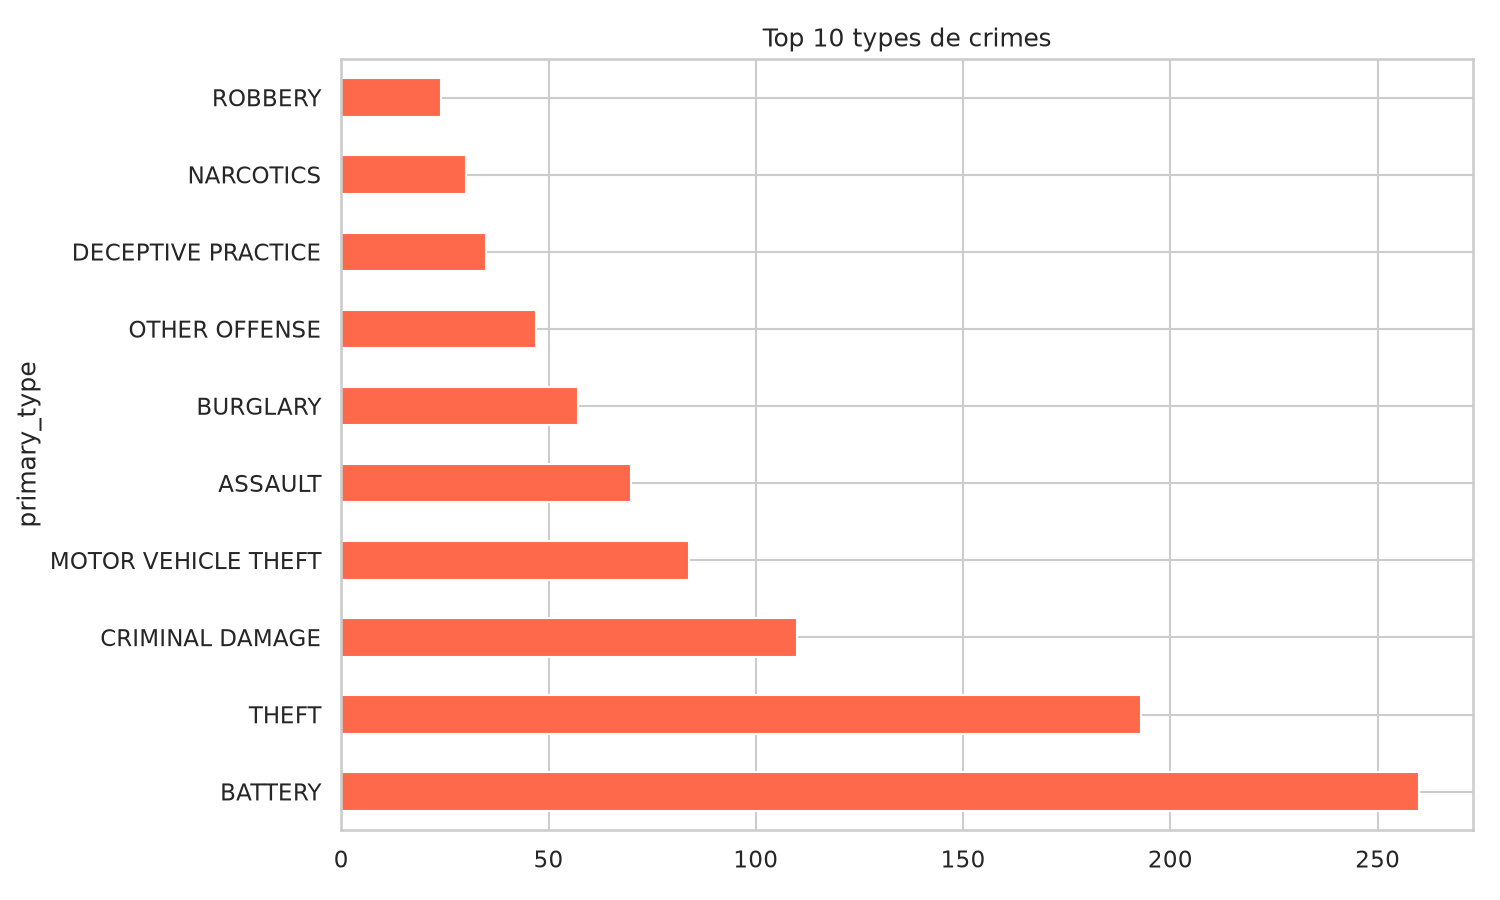 Top 10 types de crimes
primary_type
ROBBERY
NARCOTICS
DECEPTIVE PRACTICE
OTHER OFFENSE
BURGLARY
ASSAULT
MOTOR VEHICLE THEFT
CRIMINAL DAMAGE
THEFT
BATTERY
0 50 100 150 200 250